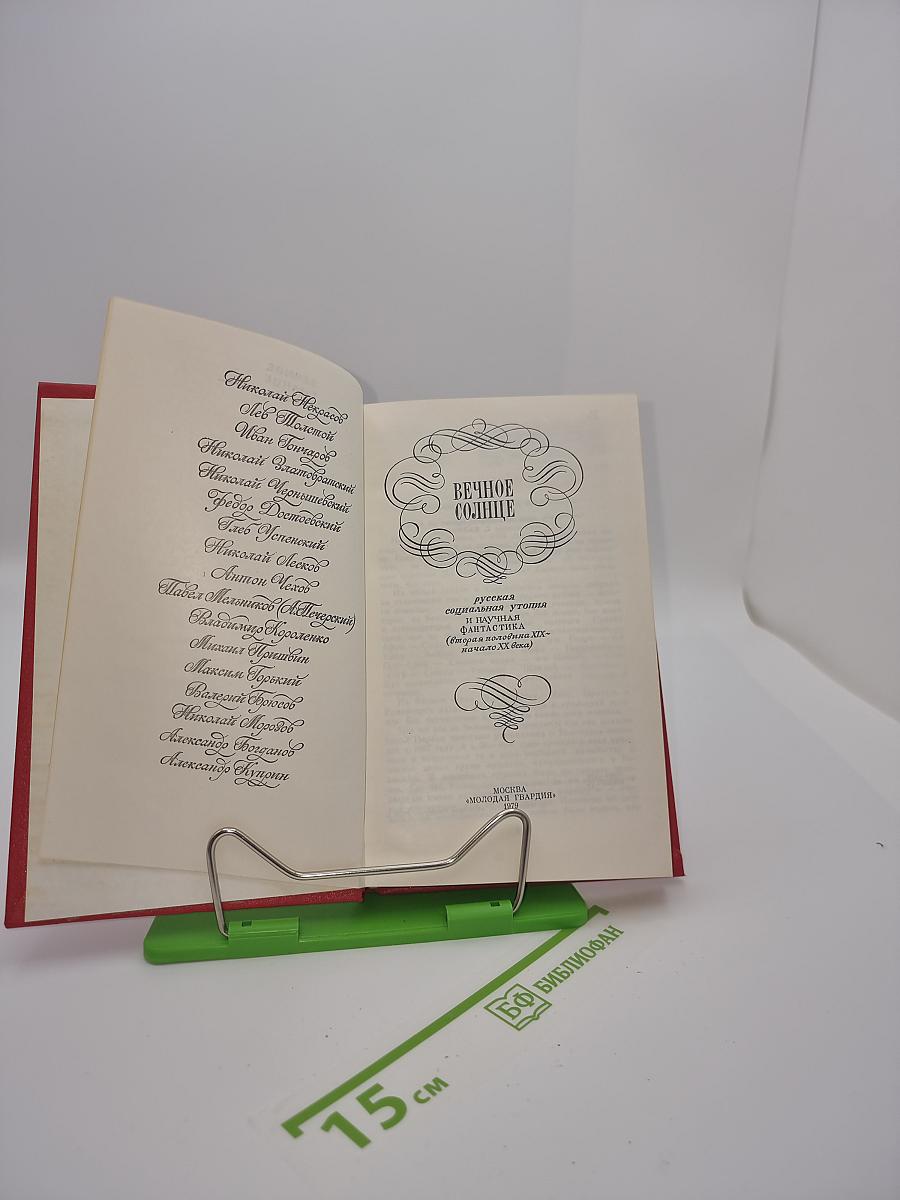 Николай Некрасов
Лев Толстой
Иван Гончаров
Николай Златовратский
Николай Чернышевский
Федор Достоевский
Глеб Успенский
Николай Лесков
Антон Чехов
Павел Мельников (А.Печерский)
Владимир Короленко
Михаил Пришвин
Максим Горький
Валерий Брюсов
Николай Морозов
Александр Богданов
Александр Куприн
ВЕЧНОЕ
СОЛНЦЕ
русская
социальная утопия
и научная
фантастика
(вторая половина XIX-
начало XX века)
МОСКВА
«МОЛОДАЯ ГВАРДИЯ»
1979
БФ БИБЛИОФАН
15 см